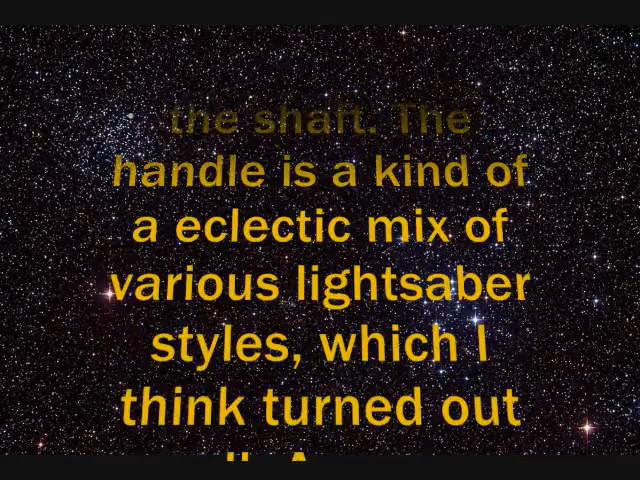 the shaft. The
handle is a kind of
a eclectic mix of
various lightsaber
styles, which I
think turned out